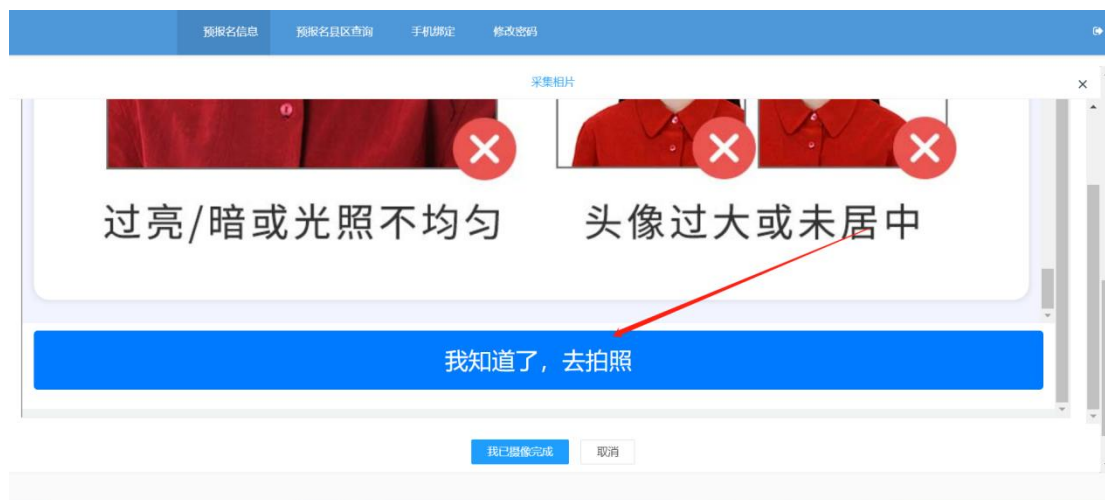 预报名信息 预报名县区查询 手机绑定 修改密码
采集相片
过亮/暗或光照不均匀 头像过大或未居中
我知道了，去拍照
我已摄像完成 取消